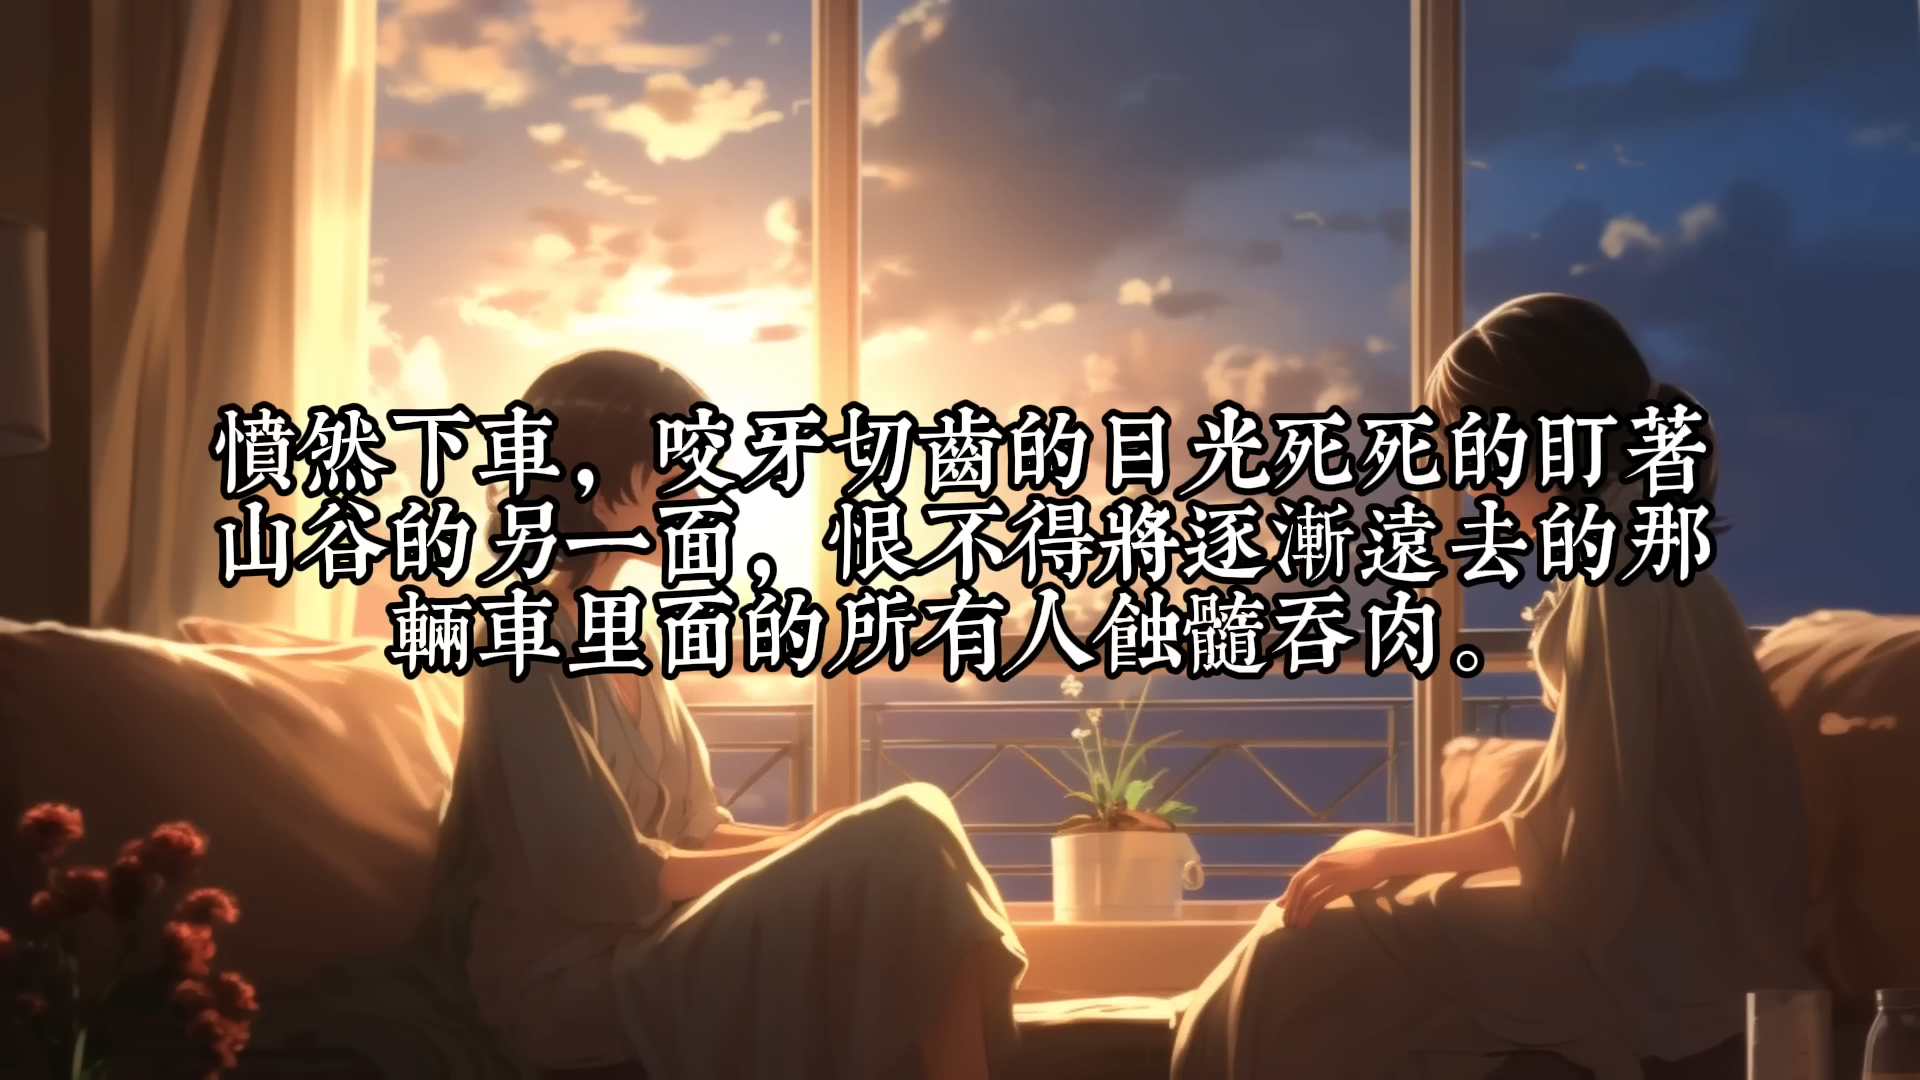 憤然下車，咬牙切齒的目光死死的盯著
山谷的另一面，恨不得將逐漸遠去的那
輛車里面的所有人蝕髓吞肉。